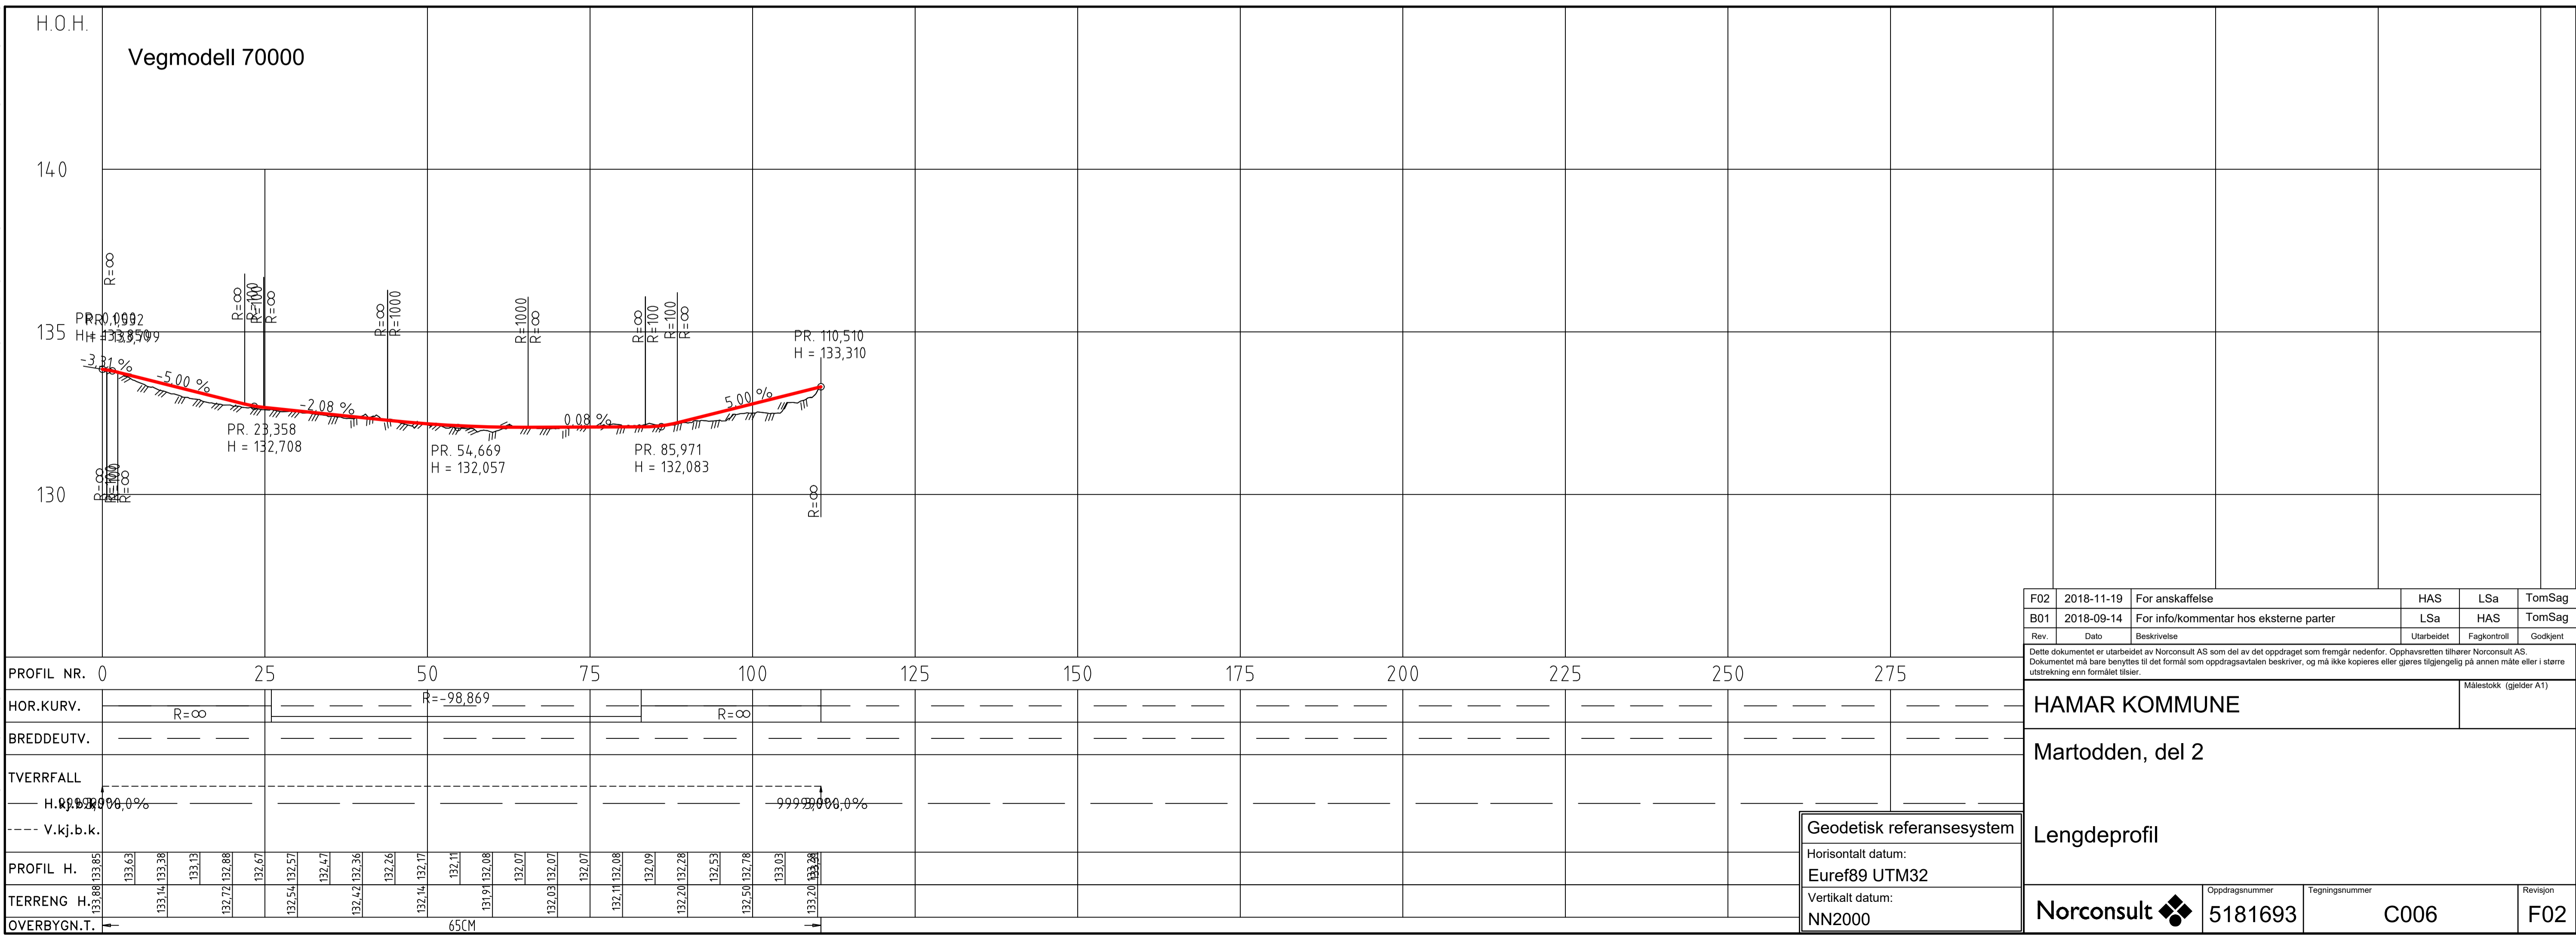 H.O.H.
Vegmodell 70000
140
135
130
R=∞
R=∞
R=100
R=100
R=∞
R=∞
R=1000
R=1000
R=∞
R=∞
R=100
R=100
R=∞
PR. 0,000
H = 133,850
H = 133,799
-3,31 %
-5.00 %
-2.08 %
0.08 %
5.00 %
PR. 23,358
H = 132,708
PR. 54,669
H = 132,057
PR. 85,971
H = 132,083
PR. 110,510
H = 133,310
R=∞
R=∞
R=∞
PROFIL NR. 0 25 50 75 100 125 150 175 200 225 250 275
HOR.KURV. R=∞ R=-98,869 R=∞
BREDDEUTV.
TVERRFALL
H.kj.b.k.
V.kj.b.k.
PROFIL H. 133,85 133,63 133,38 133,13 132,88 132,67 132,57 132,47 132,36 132,26 132,17 132,11 132,08 132,07 132,07 132,07 132,08 132,09 132,28 132,53 132,78 133,03 133,31
TERRENG H. 133,88 133,14 132,72 132,54 132,42 132,14 131,91 132,03 132,11 132,20 132,50 133,20
OVERBYGN.T. 65CM
F02 2018-11-19 For anskaffelse HAS LSa TomSag
B01 2018-09-14 For info/kommentar hos eksterne parter LSa HAS TomSag
Rev. Dato Beskrivelse Utarbeidet Fagkontroll Godkjent
Dette dokumentet er utarbeidet av Norconsult AS som del av det oppdraget som fremgår nedenfor. Opphavsretten tilhører Norconsult AS.
Dokumentet må bare benyttes til det formål som oppdragsavtalen beskriver, og må ikke kopieres eller gjøres tilgjengelig på annen måte eller i større
utstrekning enn formålet tilsier.
HAMAR KOMMUNE
Målestokk (gjelder A1)
Martodden, del 2
Lengdeprofil
Geodetisk referansesystem
Horisontalt datum:
Euref89 UTM32
Vertikalt datum:
NN2000
Norconsult
Oppdragsnummer
5181693
Tegningsnummer
C006
Revisjon
F02